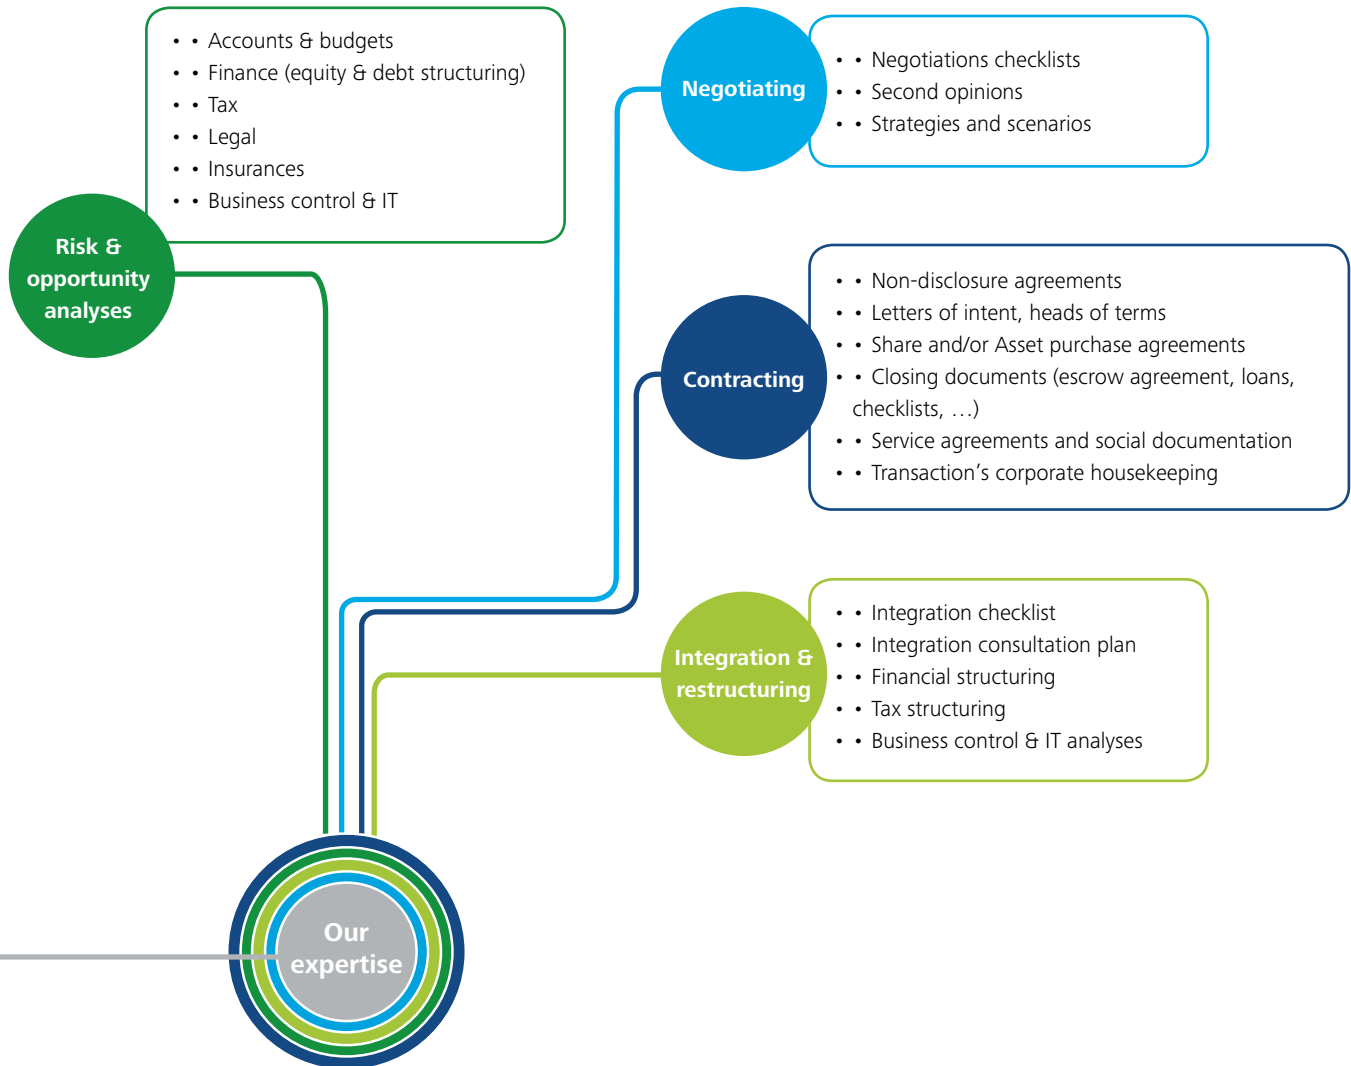 • • Accounts & budgets
• • Finance (equity & debt structuring)
• • Tax
• • Legal
• • Insurances
• • Business control & IT
Risk &
opportunity
analyses
Negotiating
• • Negotiations checklists
• • Second opinions
• • Strategies and scenarios
Contracting
• • Non-disclosure agreements
• • Letters of intent, heads of terms
• • Share and/or Asset purchase agreements
• • Closing documents (escrow agreement, loans,
checklists, …)
• • Service agreements and social documentation
• • Transaction’s corporate housekeeping
Integration &
restructuring
• • Integration checklist
• • Integration consultation plan
• • Financial structuring
• • Tax structuring
• • Business control & IT analyses
Our
expertise